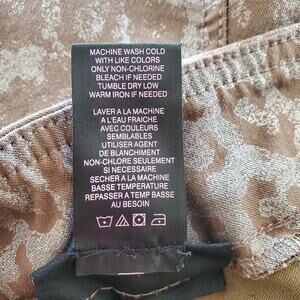 MACHINE WASH COLD
WITH LIKE COLORS
ONLY NON-CHLORINE
BLEACH IF NEEDED
TUMBLE DRY LOW
WARM IRON IF NEEDED
LAVER A LA MACHINE
A L'EAU FRAICHE
AVEC COULEURS
SEMBLABLES
UTILISER AGENT
DE BLANCHIMENT
NON-CHLORE SEULEMENT
SI NECESSAIRE
SECHER A LA MACHINE
BASSE TEMPERATURE
REPASSER A TEMP BASSE
AU BESOIN